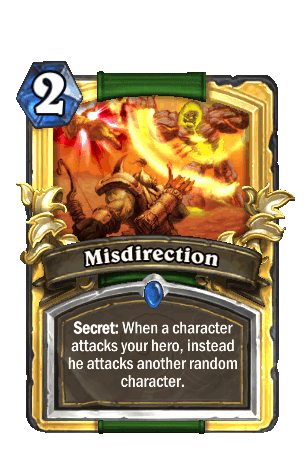 2
Misdirection
Secret: When a character
attacks your hero, instead
he attacks another random
character.